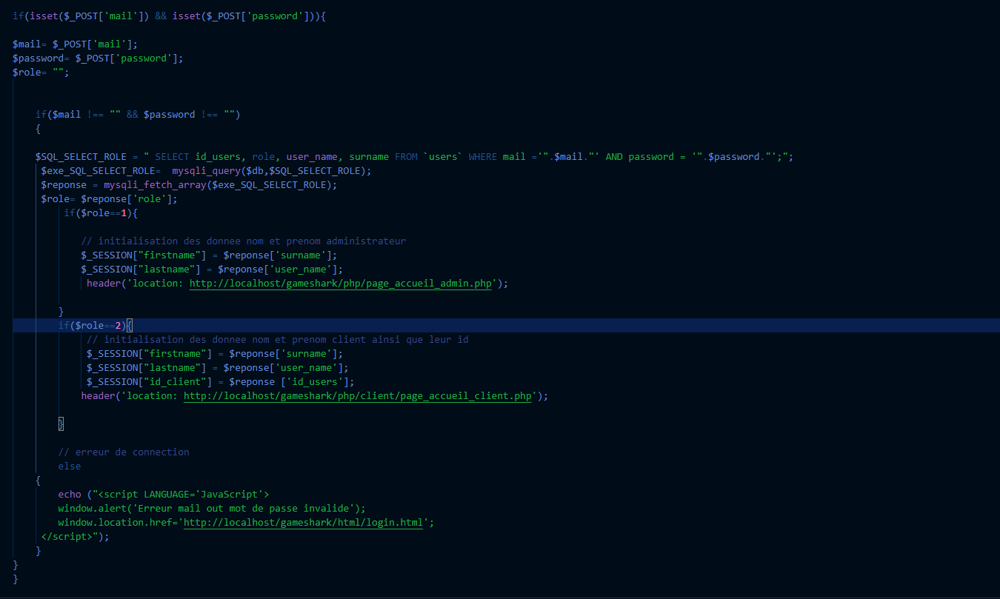 if(isset($_POST['mail']) && isset($_POST['password'])){
$mail= $_POST['mail'];
$password= $_POST['password'];
$role= "";
if($mail !== "" && $password !== "")
{
$SQL_SELECT_ROLE = " SELECT id_users, role, user_name, surname FROM `users` WHERE mail ='".$mail."' AND password = '".$password."';";
$exe_SQL_SELECT_ROLE=  mysqli_query($db,$SQL_SELECT_ROLE);
$reponse = mysqli_fetch_array($exe_SQL_SELECT_ROLE);
$role= $reponse['role'];
if($role==1){
// initialisation des donnee nom et prenom administrateur
$_SESSION["firstname"] = $reponse['surname'];
$_SESSION["lastname"] = $reponse['user_name'];
header('location: http://localhost/gameshark/php/page_accueil_admin.php');
}
if($role==2){
// initialisation des donnee nom et prenom client ainsi que leur id
$_SESSION["firstname"] = $reponse['surname'];
$_SESSION["lastname"] = $reponse['user_name'];
$_SESSION["id_client"] = $reponse ['id_users'];
header('location: http://localhost/gameshark/php/client/page_accueil_client.php');
}
// erreur de connection
else
{
echo ("<script LANGUAGE='JavaScript'>
window.alert('Erreur mail out mot de passe invalide');
window.location.href='http://localhost/gameshark/html/login.html';
</script>");
}
}
}